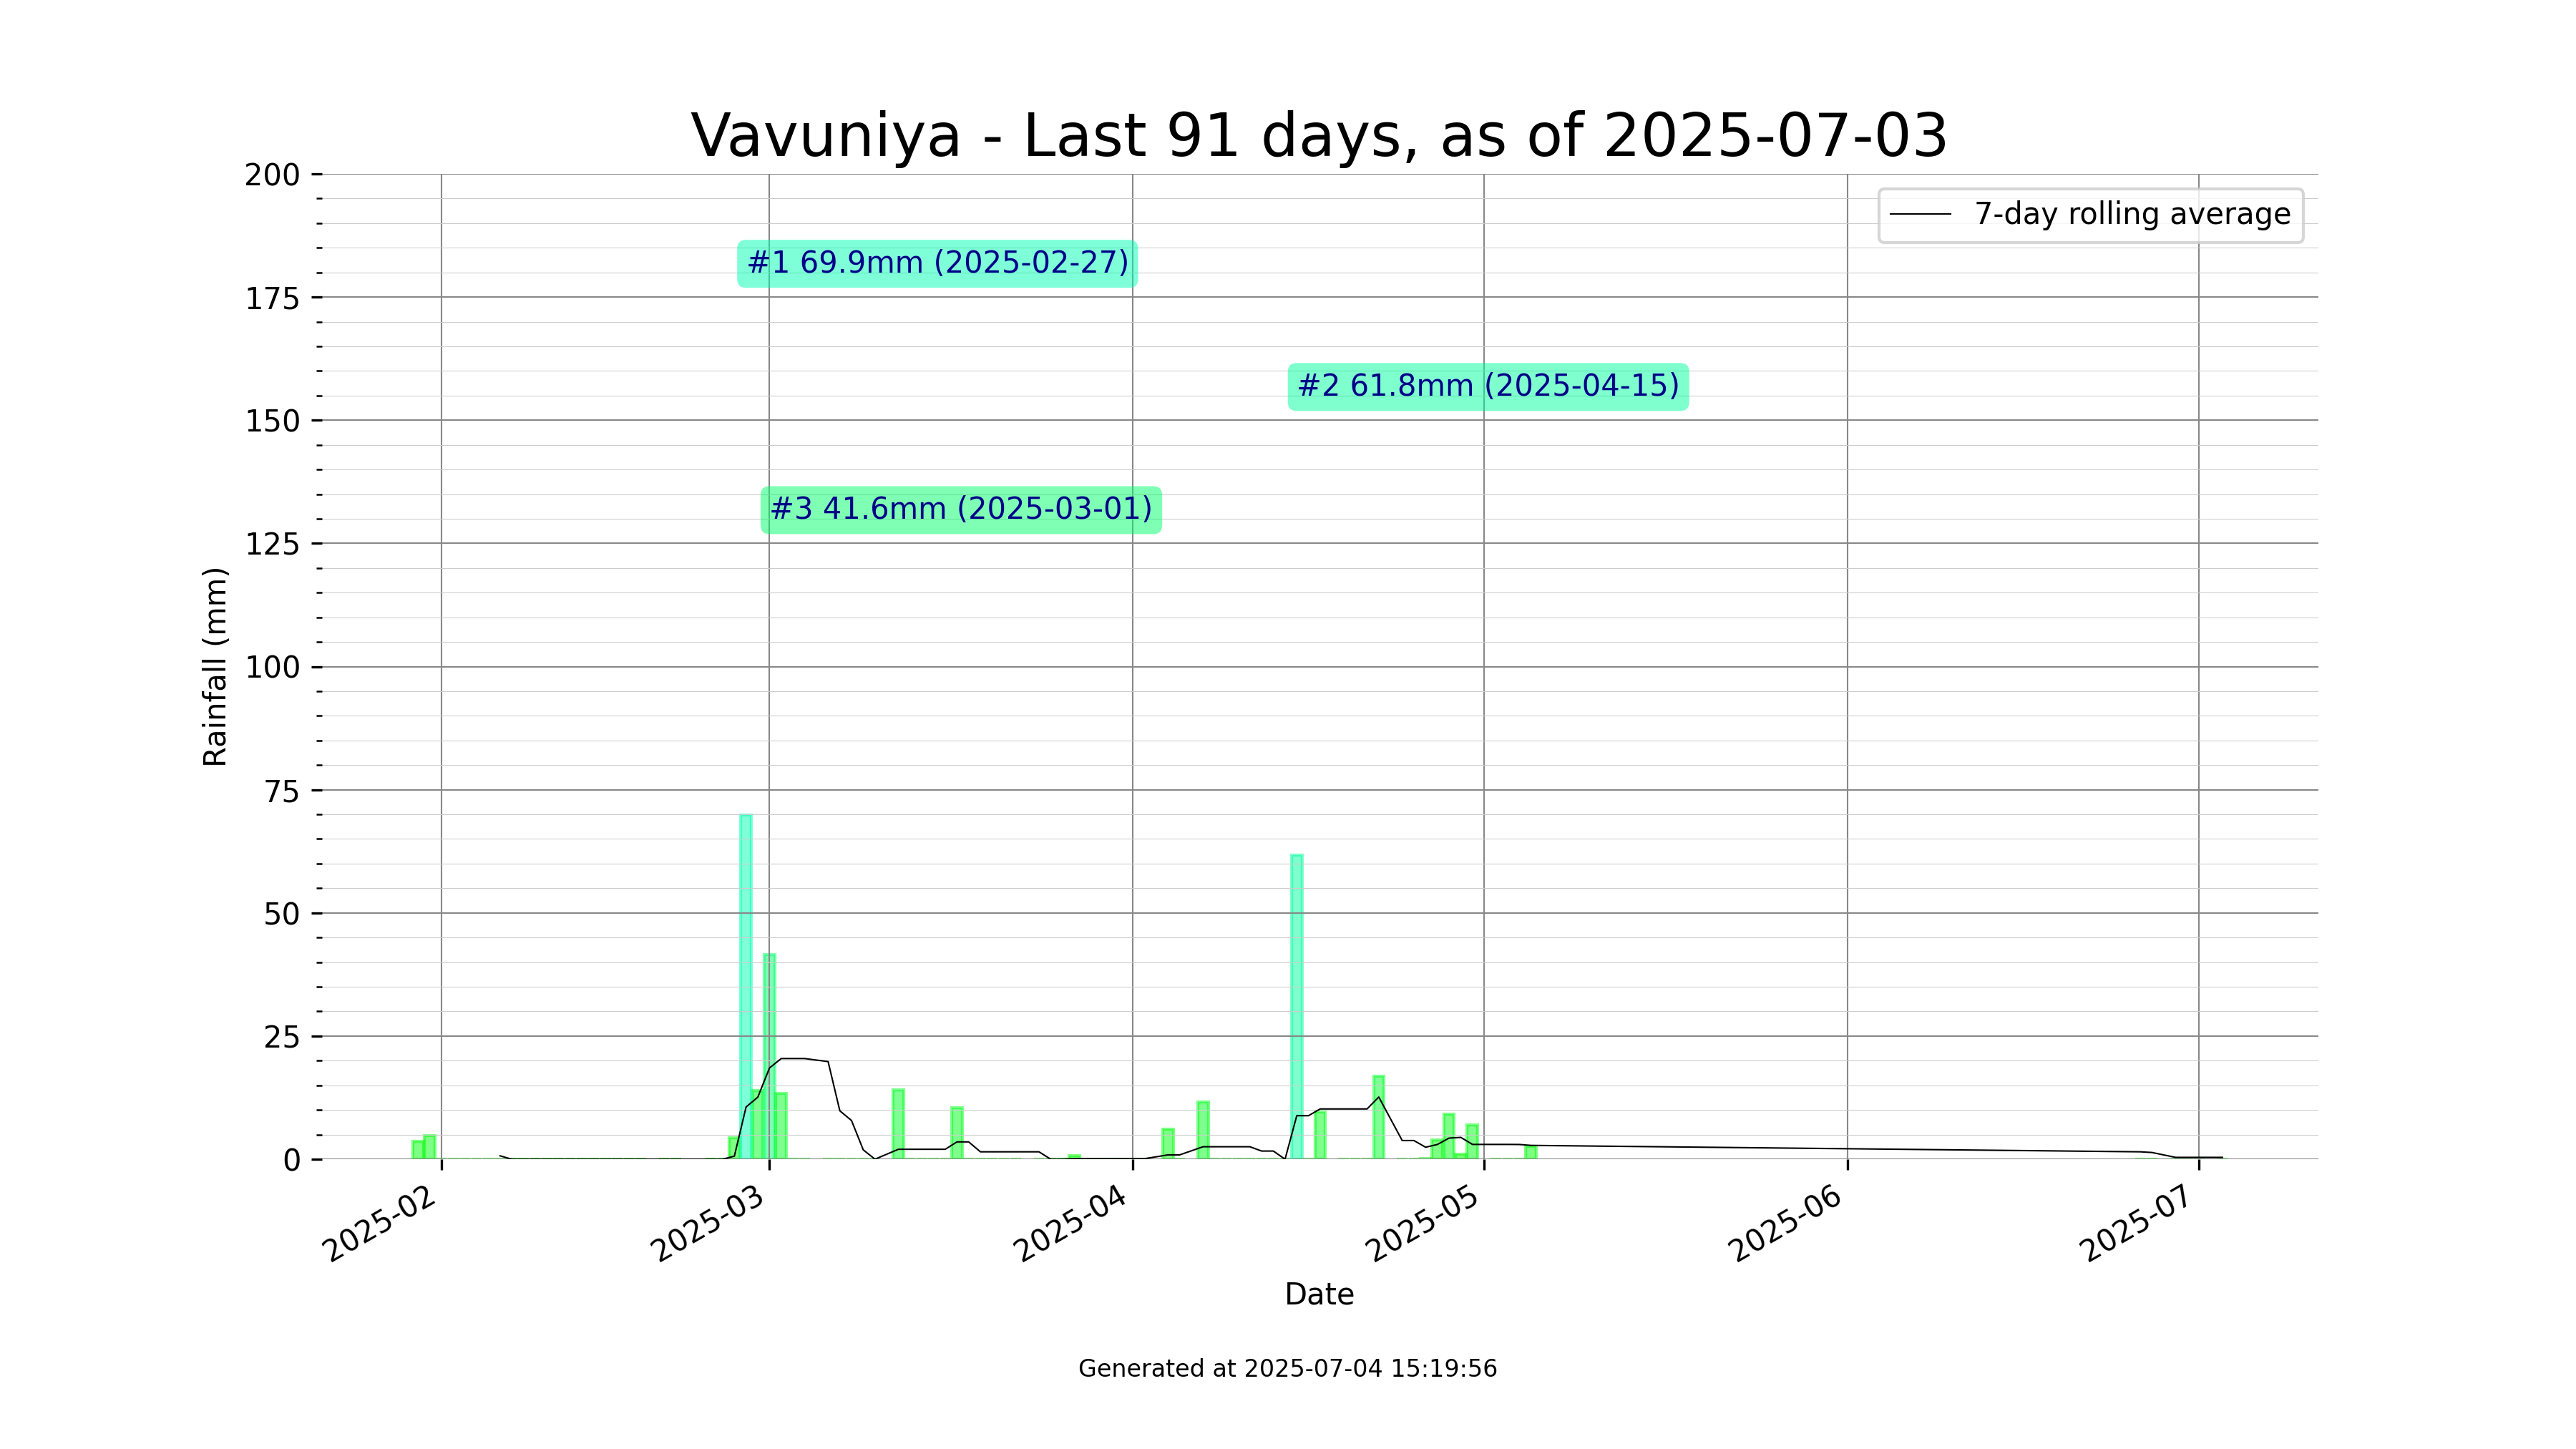 Vavuniya - Last 91 days, as of 2025-07-03
7-day rolling average
#1 69.9mm (2025-02-27)
#2 61.8mm (2025-04-15)
#3 41.6mm (2025-03-01)
Rainfall (mm)
200
175
150
125
100
75
50
25
0
2025-02
2025-03
2025-04
2025-05
2025-06
2025-07
Date
Generated at 2025-07-04 15:19:56